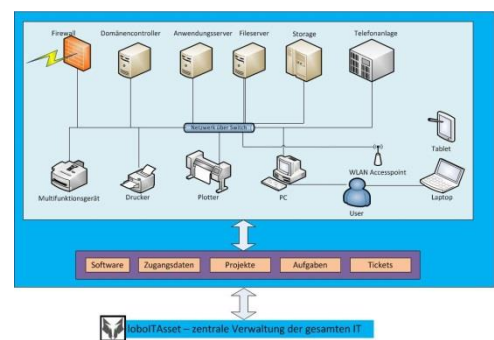 Firewall
Domänencontroller
Anwendungsserver
Fileserver
Storage
Telefonanlage
Netzwerk über Switch
Tablet
WLAN Accesspoint
Multifunktionsgerät
Drucker
Plotter
PC
User
Laptop
Software
Zugangsdaten
Projekte
Aufgaben
Tickets
loboITAsset – zentrale Verwaltung der gesamten IT